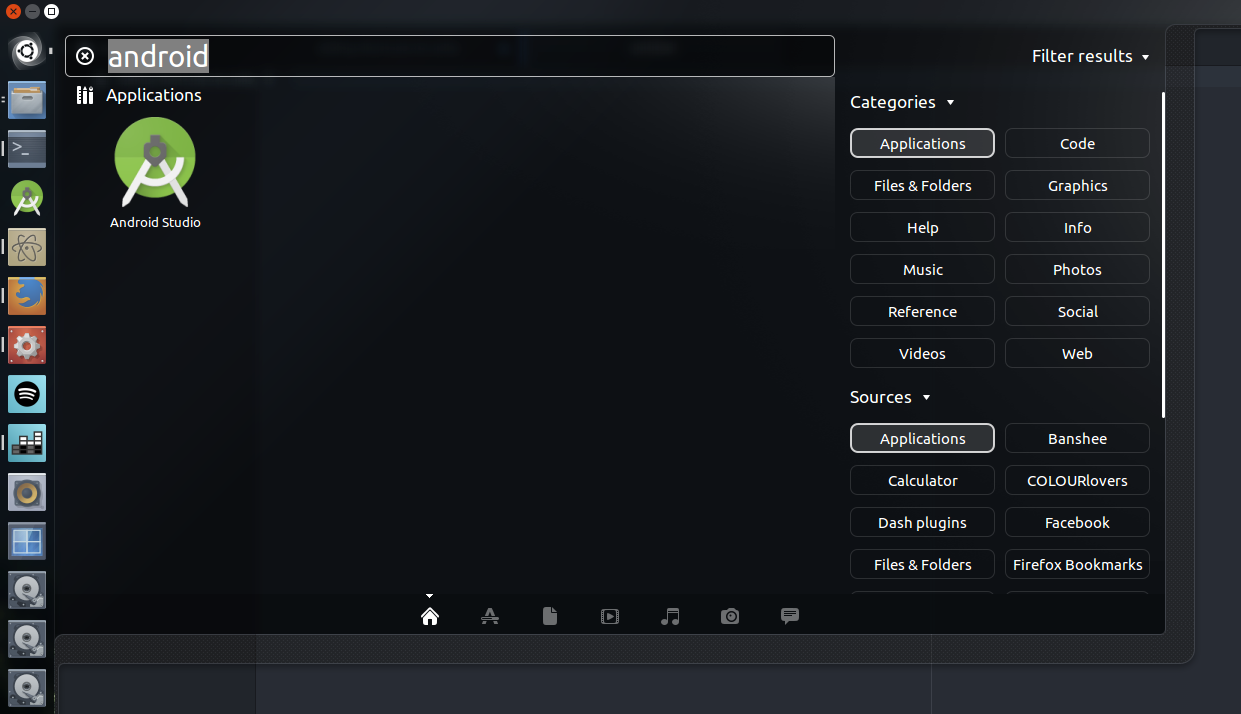 android
Filter results
Applications
Android Studio
Categories
Applications
Code
Files & Folders
Graphics
Help
Info
Music
Photos
Reference
Social
Videos
Web
Sources
Applications
Banshee
Calculator
COLOURlovers
Dash plugins
Facebook
Files & Folders
Firefox Bookmarks